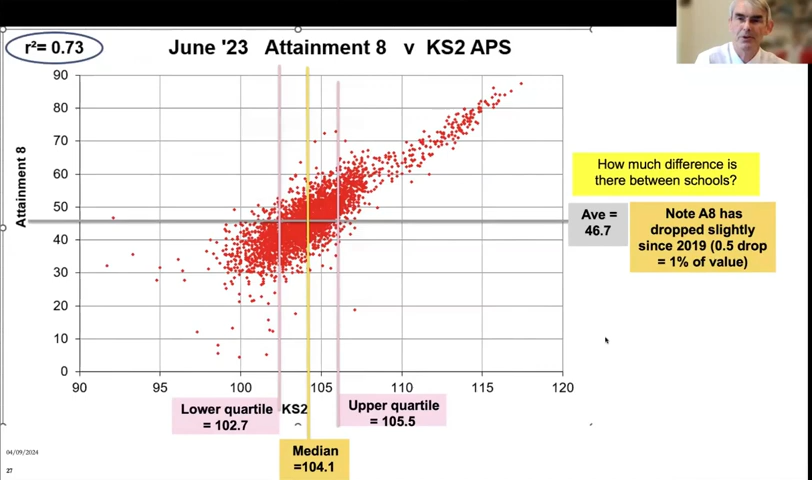 r²= 0.73
June '23 Attainment 8 v KS2 APS
90
80
70
60
50
40
30
20
10
0
Attainment 8
90
95
100
105
110
115
120
KS2
Lower quartile
= 102.7
Upper quartile
= 105.5
Median
=104.1
How much difference is
there between schools?
Ave =
46.7
Note A8 has
dropped slightly
since 2019 (0.5 drop
= 1% of value)
04/09/2024
27